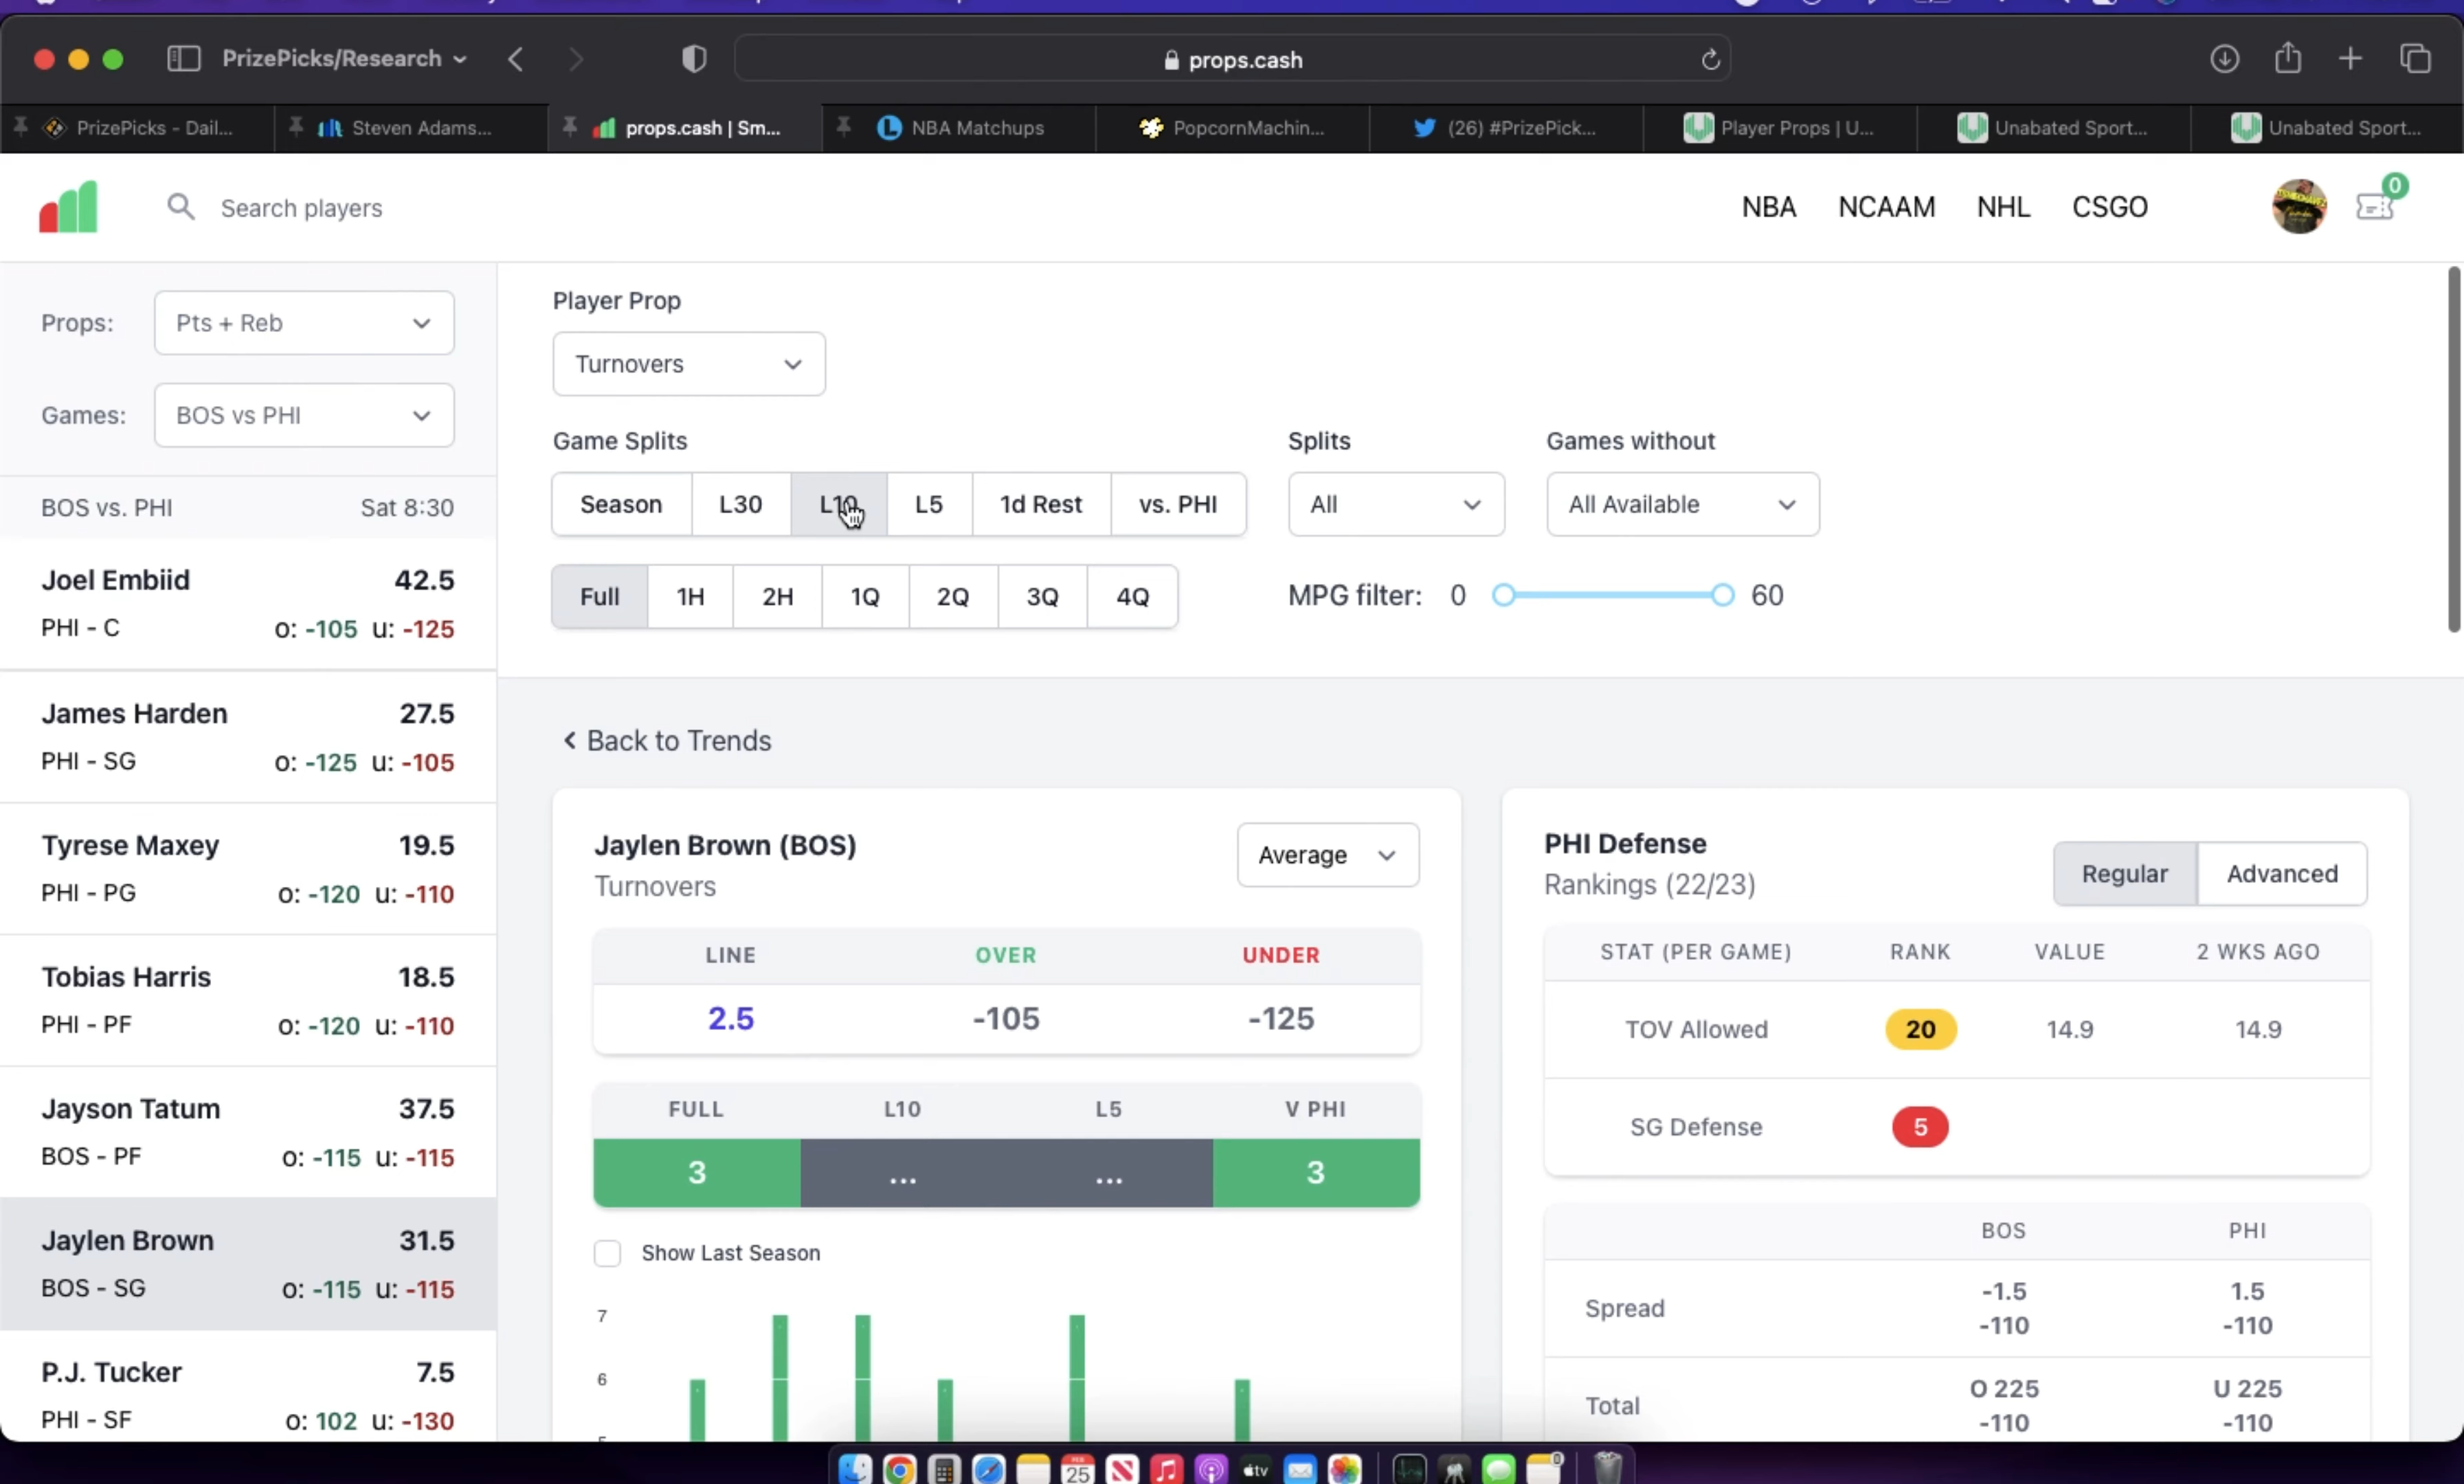 PrizePicks/Research
props.cash
PrizePicks - Dail...
Steven Adams...
props.cash | Sm...
NBA Matchups
PopcornMachin...
(26) #PrizePick...
Player Props | U...
Unabated Sport...
Unabated Sport...
Search players
NBA
NCAAM
NHL
CSGO
0
Props:
Pts + Reb
Games:
BOS vs PHI
BOS vs. PHI
Sat 8:30
Joel Embiid
42.5
PHI - C
o: -105 u: -125
James Harden
27.5
PHI - SG
o: -125 u: -105
Tyrese Maxey
19.5
PHI - PG
o: -120 u: -110
Tobias Harris
18.5
PHI - PF
o: -120 u: -110
Jayson Tatum
37.5
BOS - PF
o: -115 u: -115
Jaylen Brown
31.5
BOS - SG
o: -115 u: -115
P.J. Tucker
7.5
PHI - SF
o: 102 u: -130
Player Prop
Turnovers
Game Splits
Season
L30
L10
L5
1d Rest
vs. PHI
Splits
All
Games without
All Available
Full
1H
2H
1Q
2Q
3Q
4Q
MPG filter:
0
60
Back to Trends
Jaylen Brown (BOS)
Turnovers
Average
LINE
OVER
UNDER
2.5
-105
-125
FULL
L10
L5
V PHI
3
...
...
3
Show Last Season
7
6
PHI Defense
Rankings (22/23)
Regular
Advanced
STAT (PER GAME)
RANK
VALUE
2 WKS AGO
TOV Allowed
20
14.9
14.9
SG Defense
5
BOS
PHI
Spread
-1.5
-110
1.5
-110
Total
O 225
-110
U 225
-110
25
tv